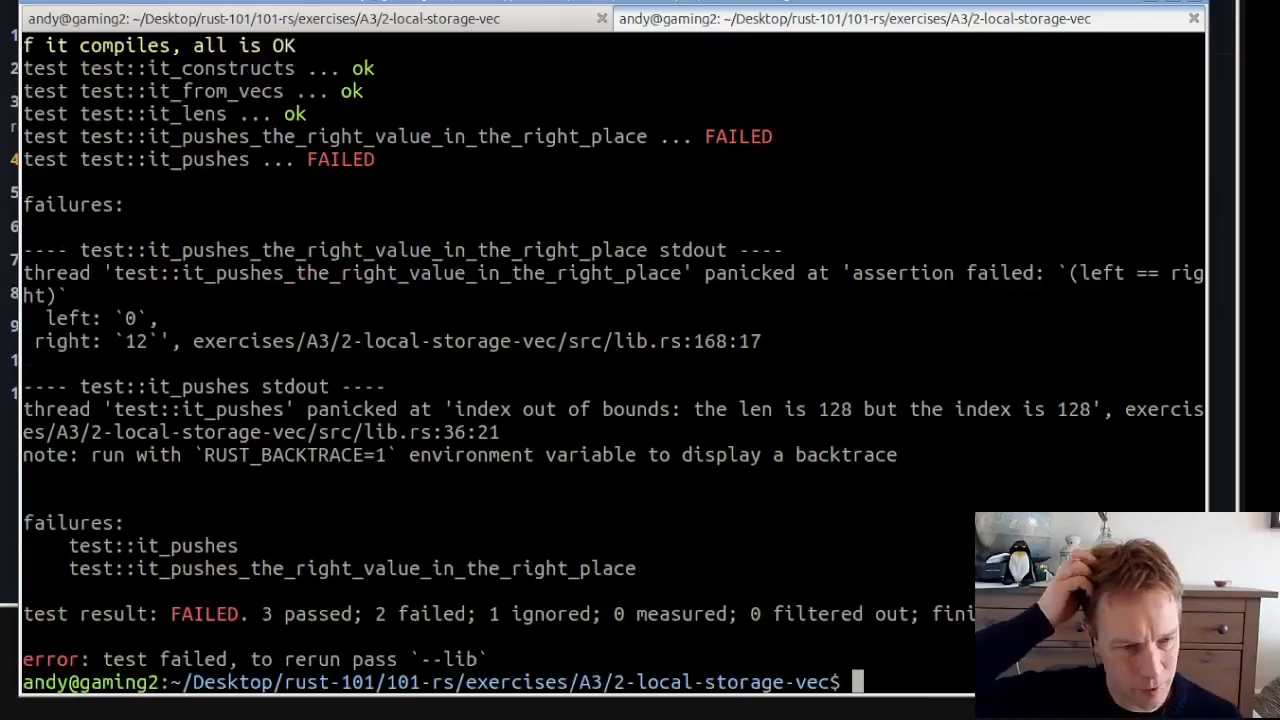 andy@gaming2: ~/Desktop/rust-101/101-rs/exercises/A3/2-local-storage-vec
andy@gaming2: ~/Desktop/rust-101/101-rs/exercises/A3/2-local-storage-vec
f it compiles, all is OK
test test::it_constructs ... ok
test test::it_from_vecs ... ok
test test::it_lens ... ok
test test::it_pushes_the_right_value_in_the_right_place ... FAILED
test test::it_pushes ... FAILED
failures:
---- test::it_pushes_the_right_value_in_the_right_place stdout ----
thread 'test::it_pushes_the_right_value_in_the_right_place' panicked at 'assertion failed: `(left == rig
ht)`
left: `0`,
right: `12`', exercises/A3/2-local-storage-vec/src/lib.rs:168:17
---- test::it_pushes stdout ----
thread 'test::it_pushes' panicked at 'index out of bounds: the len is 128 but the index is 128', exercis
es/A3/2-local-storage-vec/src/lib.rs:36:21
note: run with `RUST_BACKTRACE=1` environment variable to display a backtrace
failures:
test::it_pushes
test::it_pushes_the_right_value_in_the_right_place
test result: FAILED. 3 passed; 2 failed; 1 ignored; 0 measured; 0 filtered out; fini
error: test failed, to rerun pass `--lib`
andy@gaming2:~/Desktop/rust-101/101-rs/exercises/A3/2-local-storage-vec$